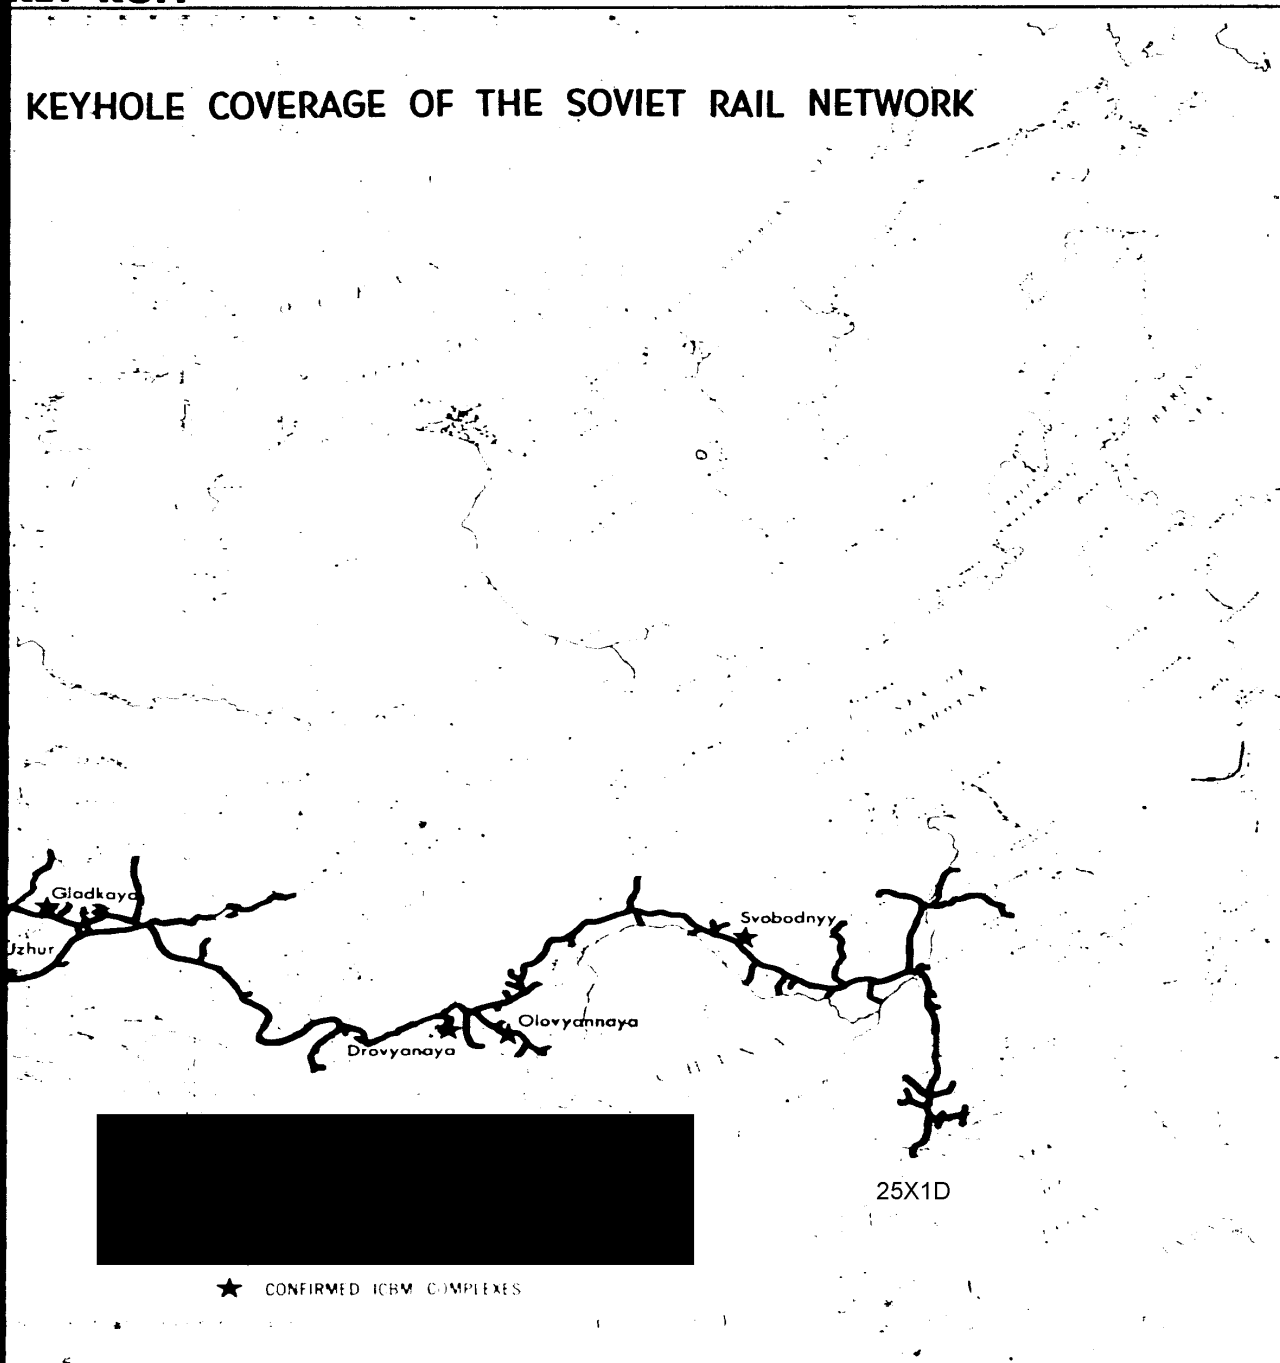 KEYHOLE COVERAGE OF THE SOVIET RAIL NETWORK
Gladkaya
Uzhur
Svobodnyy
Olovyannaya
Drovyanaya
25X1D
★ CONFIRMED ICBM COMPLEXES